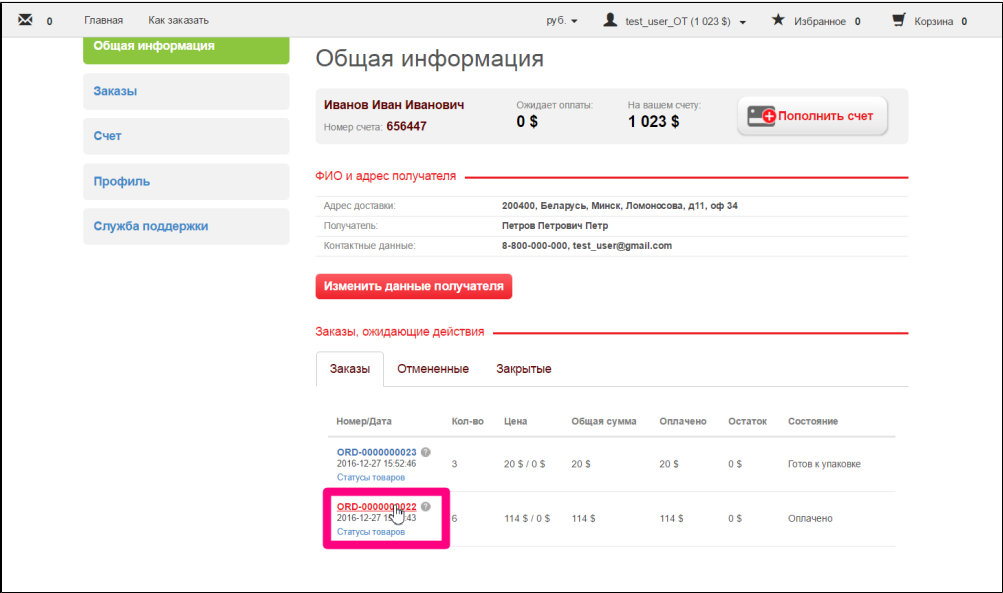 0 Главная Как заказать руб. test_user_OT (1 023 $) Избранное 0 Корзина 0
Общая информация
Заказы
Счет
Профиль
Служба поддержки
Общая информация
Иванов Иван Иванович
Номер счета: 656447
Ожидает оплаты:
0 $
На вашем счету:
1 023 $
Пополнить счет
ФИО и адрес получателя
Адрес доставки: 200400, Беларусь, Минск, Ломоносова, д11, оф 34
Получатель: Петров Петрович Петр
Контактные данные: 8-800-000-000, test_user@gmail.com
Изменить данные получателя
Заказы, ожидающие действия
Заказы Отмененные Закрытые
Номер/Дата Кол-во Цена Общая сумма Оплачено Остаток Состояние
ORD-0000000023 ?
2016-12-27 15:52:46 3 20 $ / 0 $ 20 $ 20 $ 0 $ Готов к упаковке
Статусы товаров
ORD-0000000022 ?
2016-12-27 6 114 $ / 0 $ 114 $ 114 $ 0 $ Оплачено
Статусы товаров